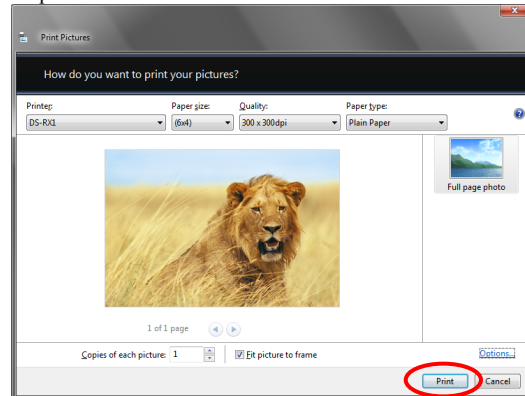 Print Pictures
How do you want to print your pictures?
Printer: Paper size: Quality: Paper type:
DS-RX1 (6x4) 300 x 300dpi Plain Paper
Full page photo
1 of 1 page
Copies of each picture: 1 Fit picture to frame Options...
Print Cancel